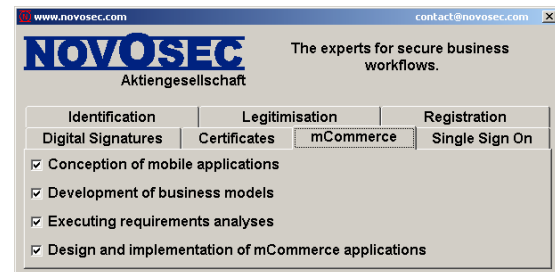 www.novosec.com contact@novosec.com
NOVOSEC
Aktiengesellschaft
The experts for secure business
workflows.
Identification Legitimisation Registration
Digital Signatures Certificates mCommerce Single Sign On
Conception of mobile applications
Development of business models
Executing requirements analyses
Design and implementation of mCommerce applications